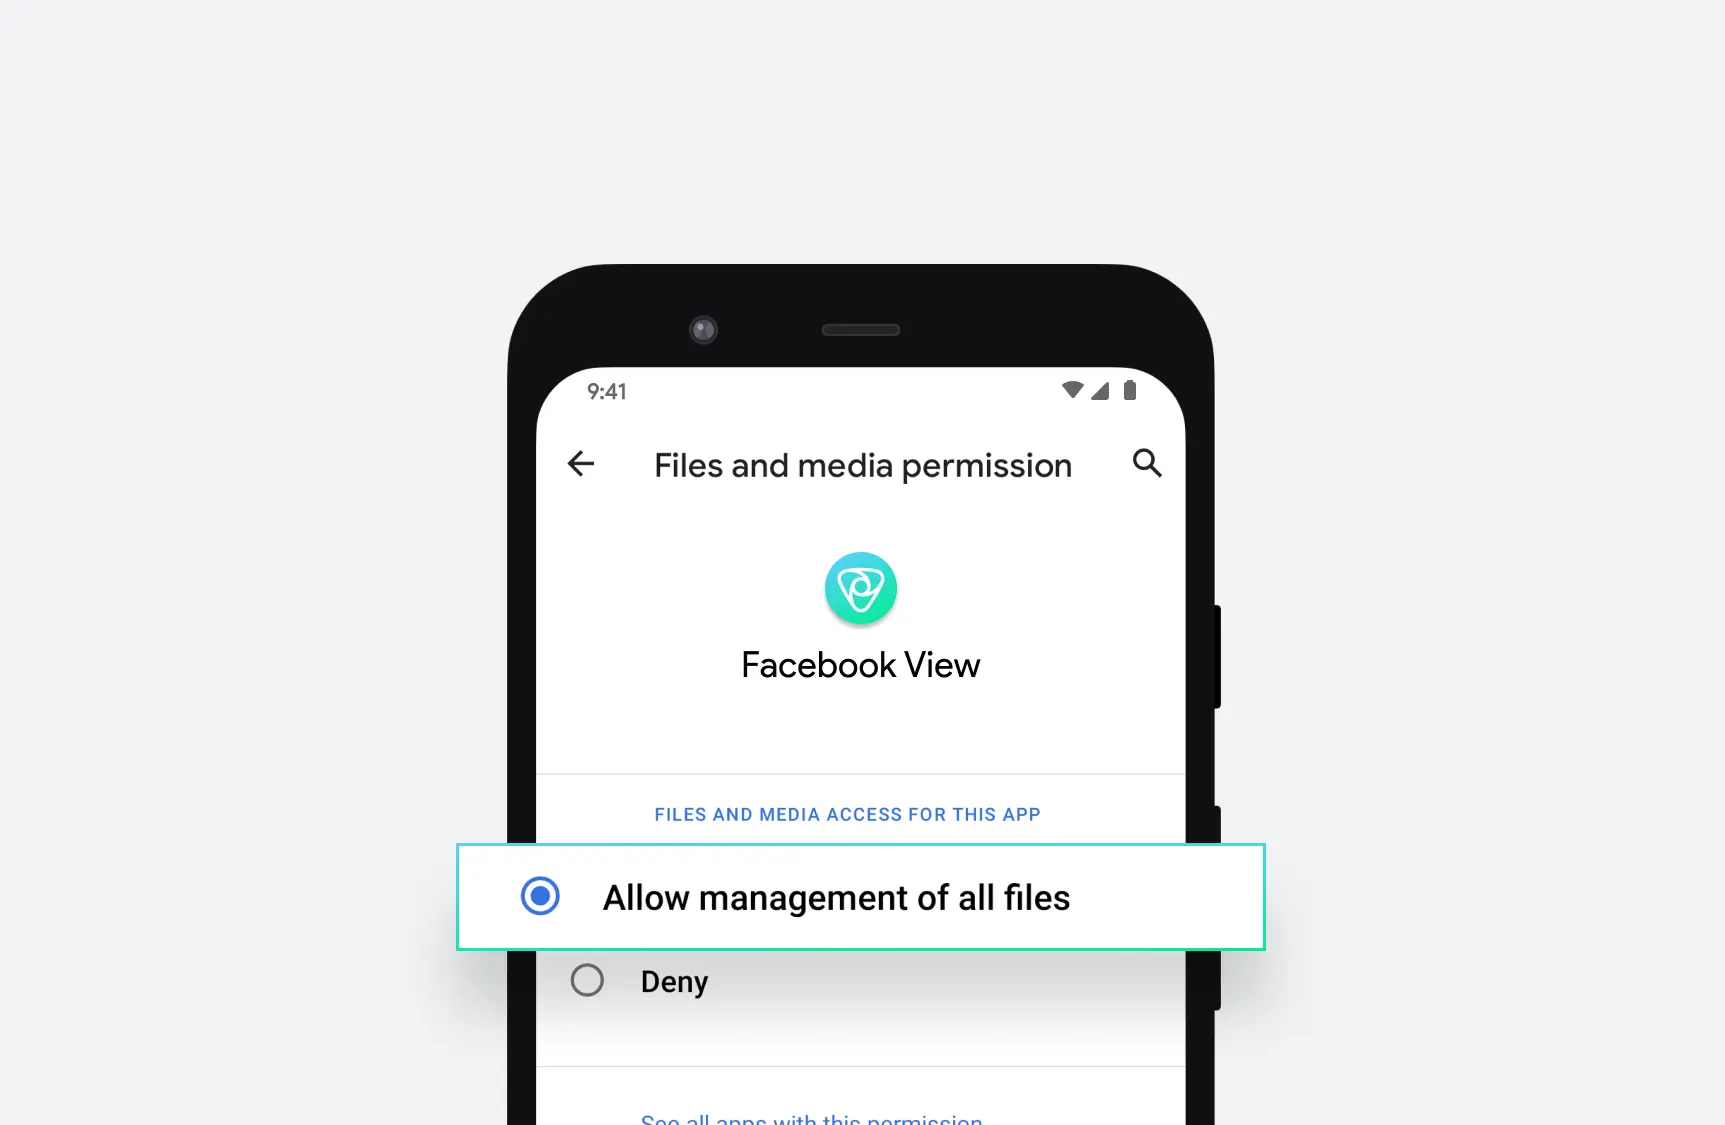 9:41
Files and media permission
Facebook View
FILES AND MEDIA ACCESS FOR THIS APP
Allow management of all files
Deny
See all apps with this permission